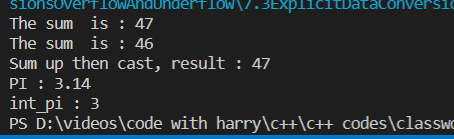 sionsOverflowAndUnderflow\7.3ExplicitDataConversio
The sum  is : 47
The sum  is : 46
Sum up then cast, result : 47
PI : 3.14
int_pi : 3
PS D:\videos\code with harry\c++\c++ codes\classwo